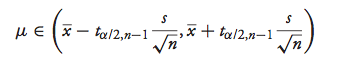 μ ∈ ( x̄ − t_{α/2,n−1} s/√n, x̄ + t_{α/2,n−1} s/√n )